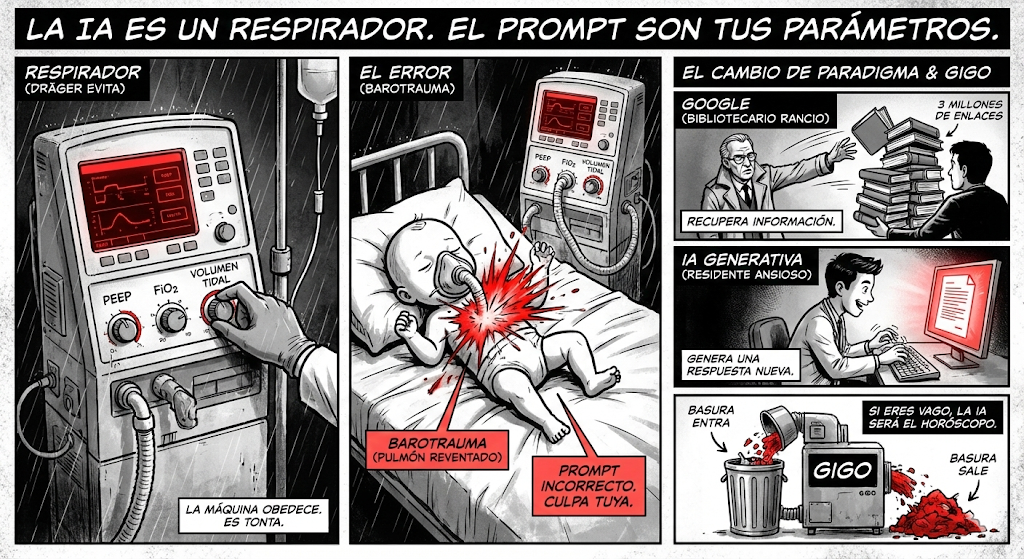 LA IA ES UN RESPIRADOR. EL PROMPT SON TUS PARÁMETROS.
RESPIRADOR
(DRÄGER EVITA)
PEEP
FiO₂
VOLUMEN
TIDAL
LA MÁQUINA OBEDECE.
ES TONTA.
EL ERROR
(BAROTRAUMA)
PEEP
FiO₂
VOLUMEN
TIDAL
BAROTRAUMA
(PULMÓN REVENTADO)
PROMPT
INCORRECTO.
CULPA TUYA.
EL CAMBIO DE PARADIGMA & GIGO
GOOGLE
(BIBLIOTECARIO RANCIO)
3 MILLONES
DE ENLACES
RECUPERA INFORMACIÓN.
IA GENERATIVA
(RESIDENTE ANSIOSO)
GENERA UNA
RESPUESTA NUEVA.
BASURA
ENTRA
SI ERES VAGO, LA IA
SERÁ EL HORÓSCOPO.
GIGO
BASURA
SALE